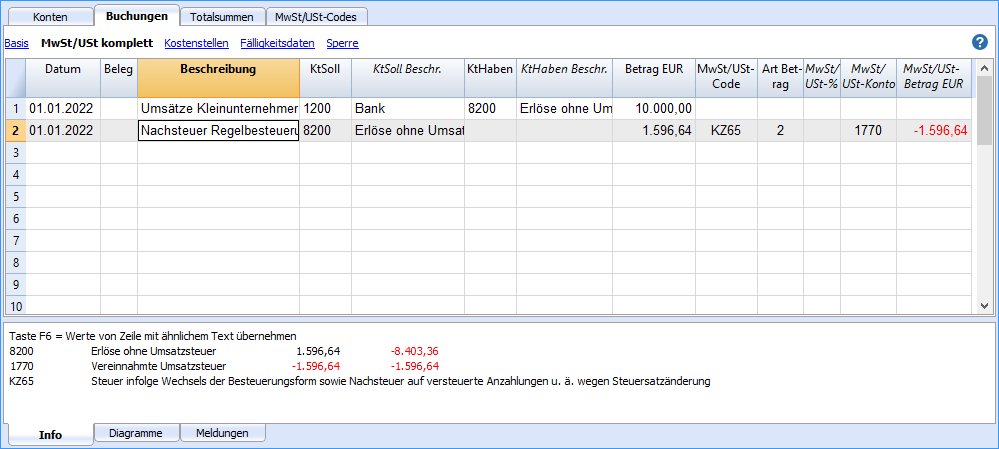 Konten Buchungen Totalsummen MwSt/USt-Codes
Basis MwSt/USt komplett Kostenstellen Fälligkeitsdaten Sperre ?
Datum Beleg Beschreibung KtSoll KtSoll Beschr. KtHaben KtHaben Beschr. Betrag EUR MwSt/USt-Code Art Bet-rag MwSt/USt-% MwSt/USt-Konto MwSt/USt-Betrag EUR
1 01.01.2022 Umsätze Kleinunternehmer 1200 Bank 8200 Erlöse ohne Um 10.000,00
2 01.01.2022 Nachsteuer Regelbesteueru 8200 Erlöse ohne Umsat 1.596,64 KZ65 2 1770 -1.596,64
3
4
5
6
7
8
9
10
Taste F6 = Werte von Zeile mit ähnlichem Text übernehmen
8200 Erlöse ohne Umsatzsteuer 1.596,64 -8.403,36
1770 Vereinnahmte Umsatzsteuer -1.596,64 -1.596,64
KZ65 Steuer infolge Wechsels der Besteuerungsform sowie Nachsteuer auf versteuerte Anzahlungen u. ä. wegen Steuersatzänderung
Info Diagramme Meldungen